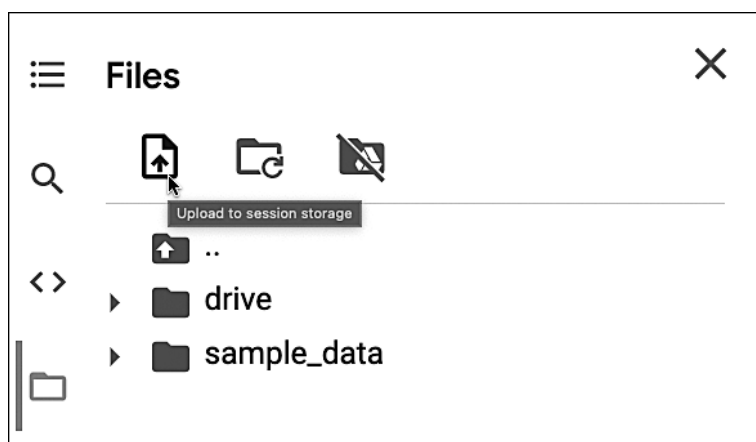 Files
Upload to session storage
..
drive
sample_data